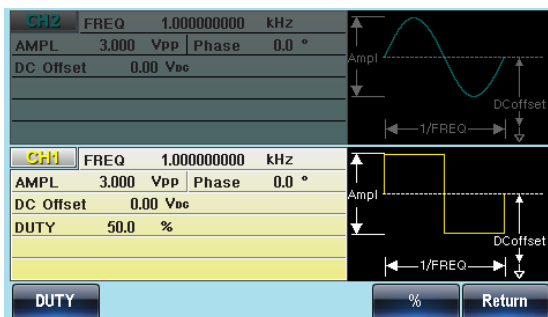 CH2 FREQ 1.000000000 kHz
AMPL 3.000 Vpp Phase 0.0 °
DC Offset 0.00 VDC
Ampl
DCoffset
1/FREQ
CH1 FREQ 1.000000000 kHz
AMPL 3.000 Vpp Phase 0.0 °
DC Offset 0.00 VDC
DUTY 50.0 %
Ampl
DCoffset
1/FREQ
DUTY % Return